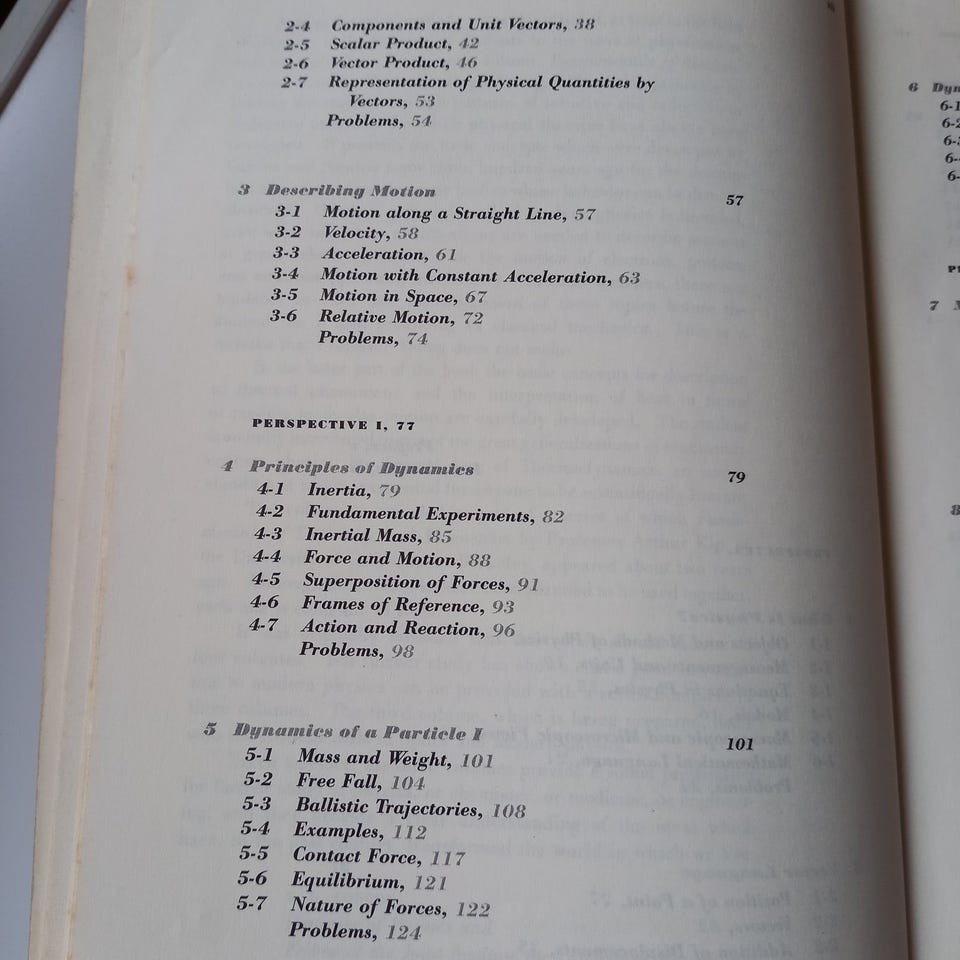 2-4 Components and Unit Vectors, 38
2-5 Scalar Product, 42
2-6 Vector Product, 46
2-7 Representation of Physical Quantities by
Vectors, 53
Problems, 54
3 Describing Motion 57
3-1 Motion along a Straight Line, 57
3-2 Velocity, 58
3-3 Acceleration, 61
3-4 Motion with Constant Acceleration, 63
3-5 Motion in Space, 67
3-6 Relative Motion, 72
Problems, 74
PERSPECTIVE I, 77
4 Principles of Dynamics 79
4-1 Inertia, 79
4-2 Fundamental Experiments, 82
4-3 Inertial Mass, 85
4-4 Force and Motion, 88
4-5 Superposition of Forces, 91
4-6 Frames of Reference, 93
4-7 Action and Reaction, 96
Problems, 98
5 Dynamics of a Particle I 101
5-1 Mass and Weight, 101
5-2 Free Fall, 104
5-3 Ballistic Trajectories, 108
5-4 Examples, 112
5-5 Contact Force, 117
5-6 Equilibrium, 121
5-7 Nature of Forces, 122
Problems, 124
6
7
8